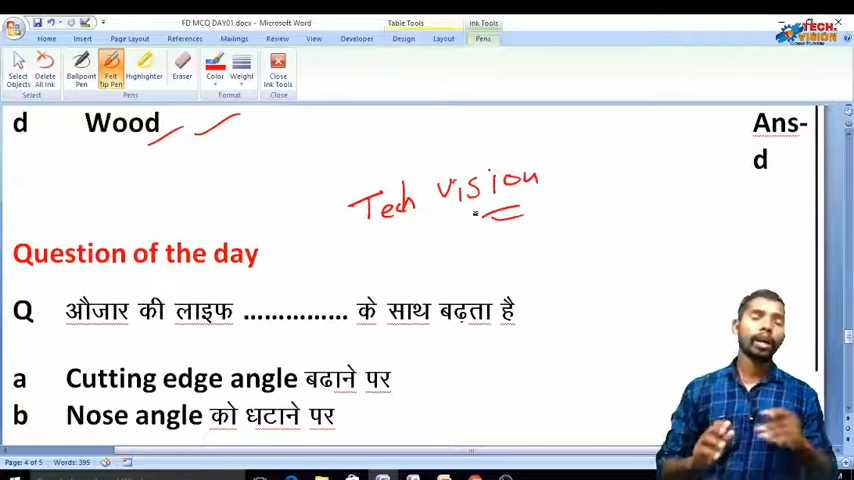 FD MCQ DAY01.docx - Microsoft Word
Table Tools
Ink Tools
Home Insert Page Layout References Mailings Review View Developer Design Layout Pens
Select Objects
Delete All Ink
Ballpoint Pen
Felt Tip Pen
Highlighter
Eraser
Color
Weight
Close Ink Tools
Select
Pens
Format
Close
TECH.
VISION
d Wood
Ans-
d
Tech vision
Question of the day
Q औजार की लाइफ ............... के साथ बढ़ता है
a Cutting edge angle बढाने पर
b Nose angle को धटाने पर
Page: 4 of 5
Words: 395